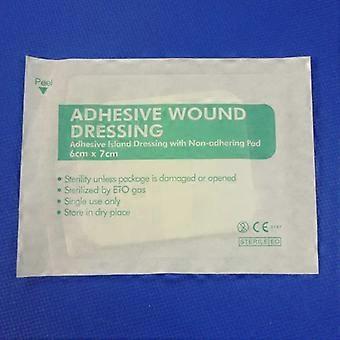 Peel
ADHESIVE WOUND
DRESSING
Adhesive Island Dressing with Non-adhering Pad
6cm x 7cm
• Sterility unless package is damaged or opened
• Sterilized by ETO gas
• Single use only
• Store in dry place
CE
STERILE EO